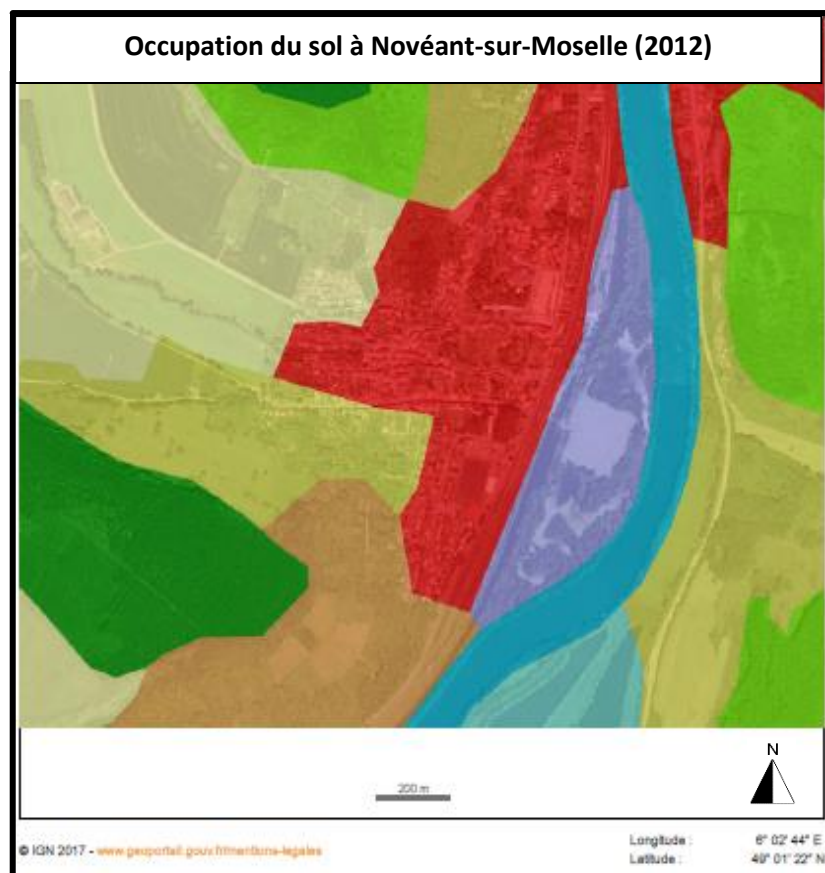 Occupation du sol à Novéant-sur-Moselle (2012)
N
200 m
© IGN 2017 - www.geoportail.gouv.fr/mentions-legales
Longitude : 6° 02' 44" E
Latitude : 49° 01' 22" N